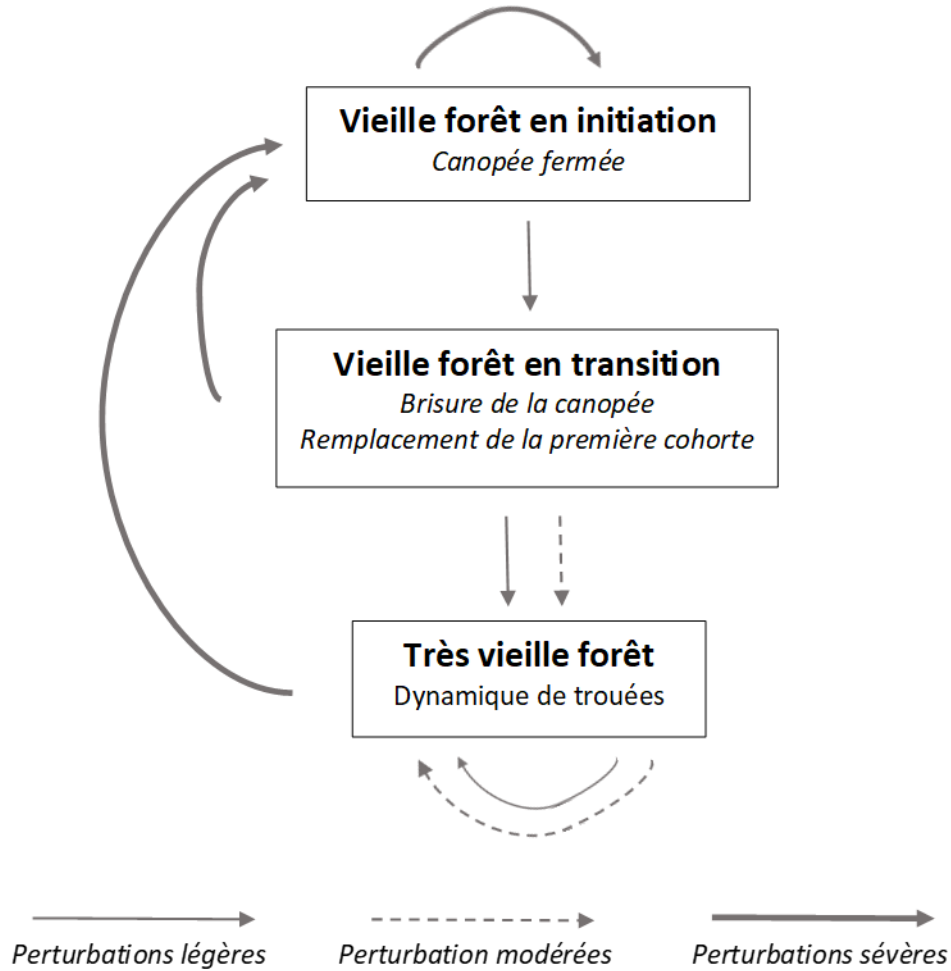 Vieille forêt en initiation
Canopée fermée
Vieille forêt en transition
Brisure de la canopée
Remplacement de la première cohorte
Très vieille forêt
Dynamique de trouées
Perturbations légères
Perturbation modérées
Perturbations sévères